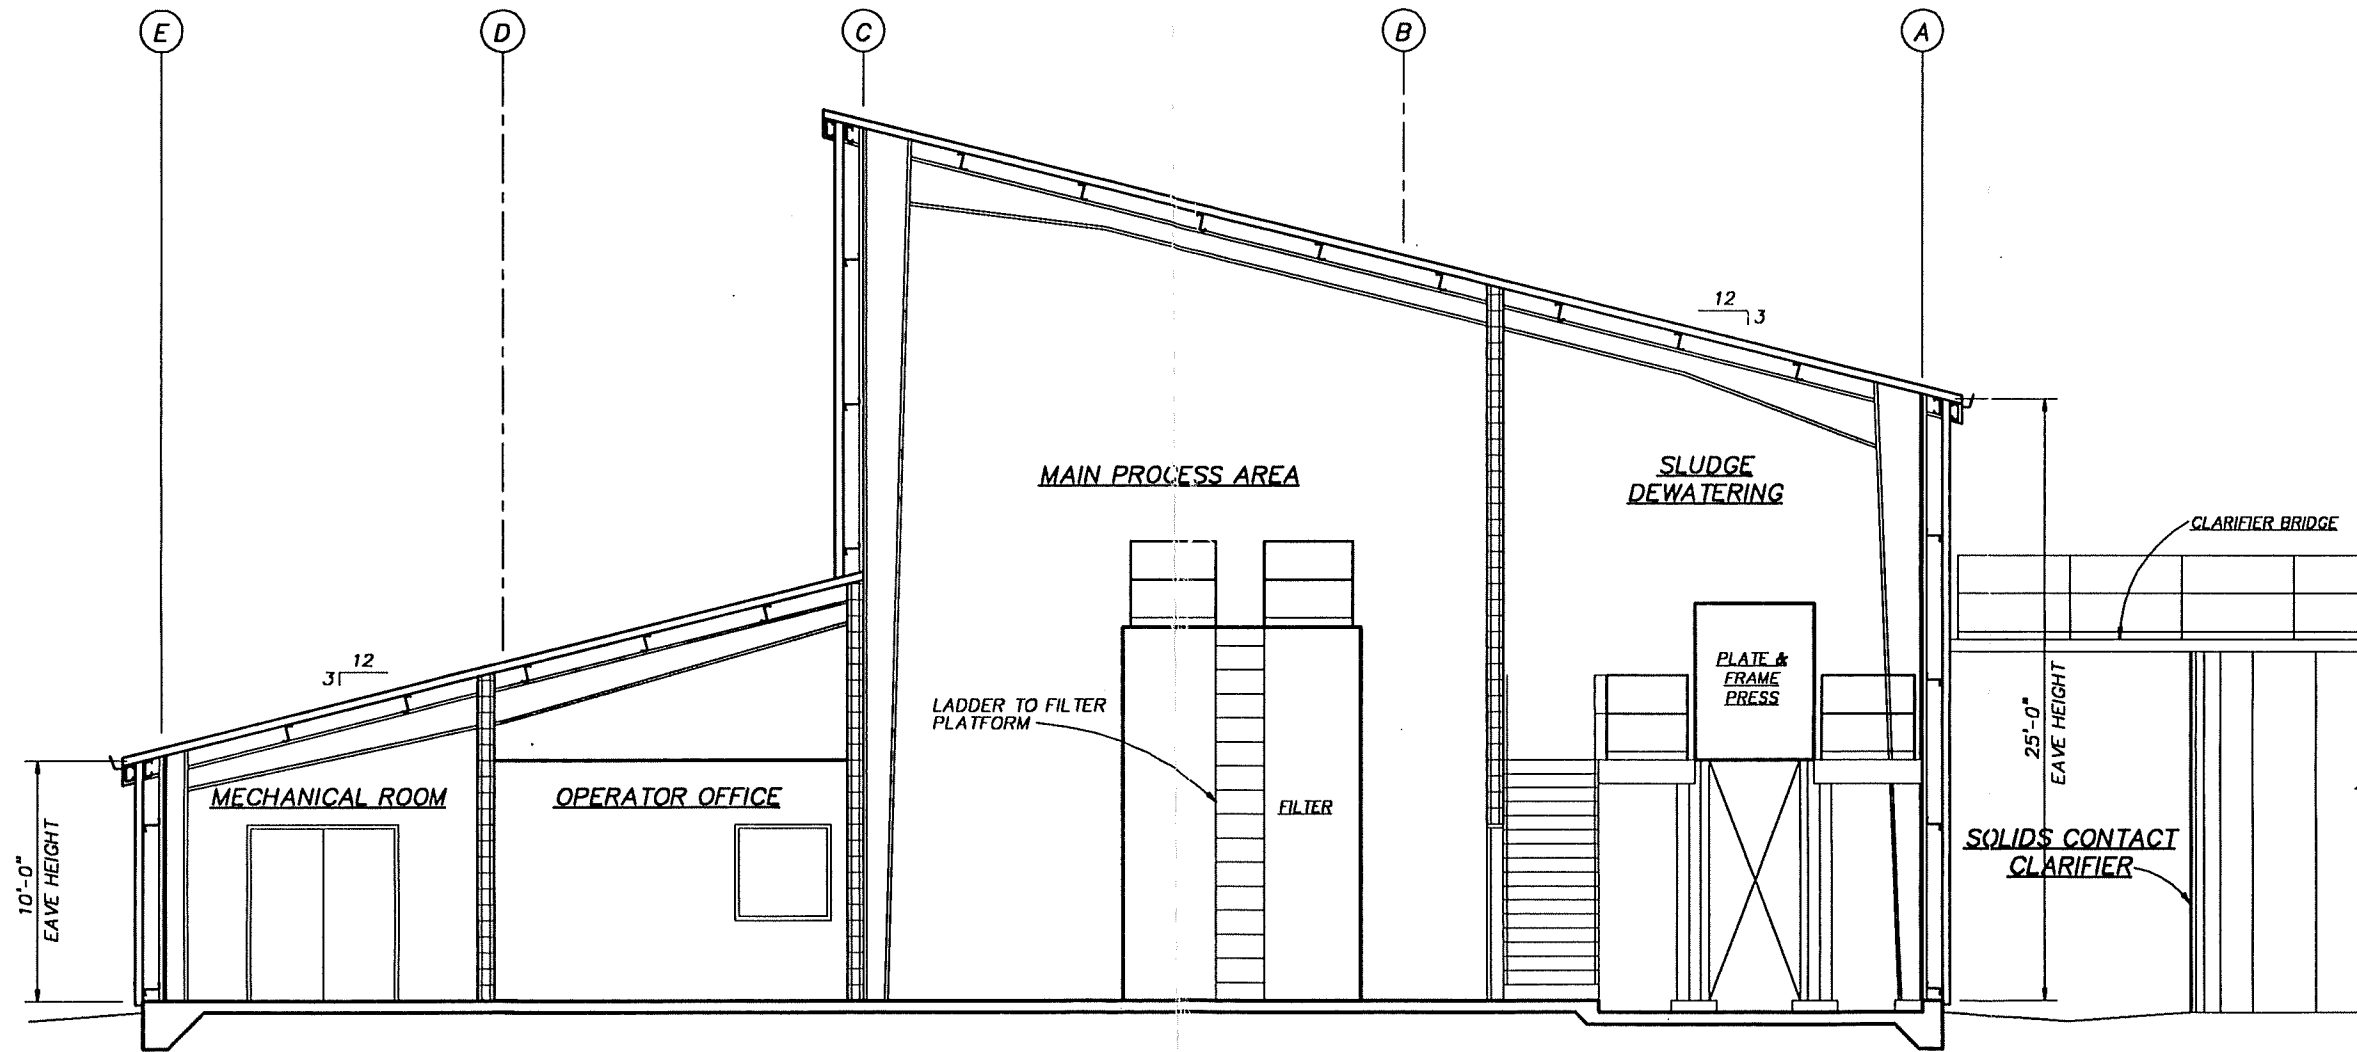 E
D
C
B
A
12
3
MAIN PROCESS AREA
SLUDGE
DEWATERING
CLARIFIER BRIDGE
12
3
PLATE &
FRAME
PRESS
LADDER TO FILTER
PLATFORM
25'-0"
EAVE HEIGHT
MECHANICAL ROOM
OPERATOR OFFICE
FILTER
10'-0"
EAVE HEIGHT
SOLIDS CONTACT
CLARIFIER